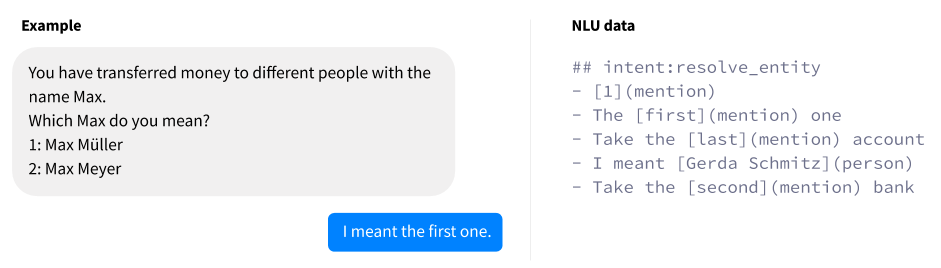 Example
You have transferred money to different people with the
name Max.
Which Max do you mean?
1: Max Müller
2: Max Meyer
I meant the first one.
NLU data
## intent:resolve_entity
- [1](mention)
- The [first](mention) one
- Take the [last](mention) account
- I meant [Gerda Schmitz](person)
- Take the [second](mention) bank